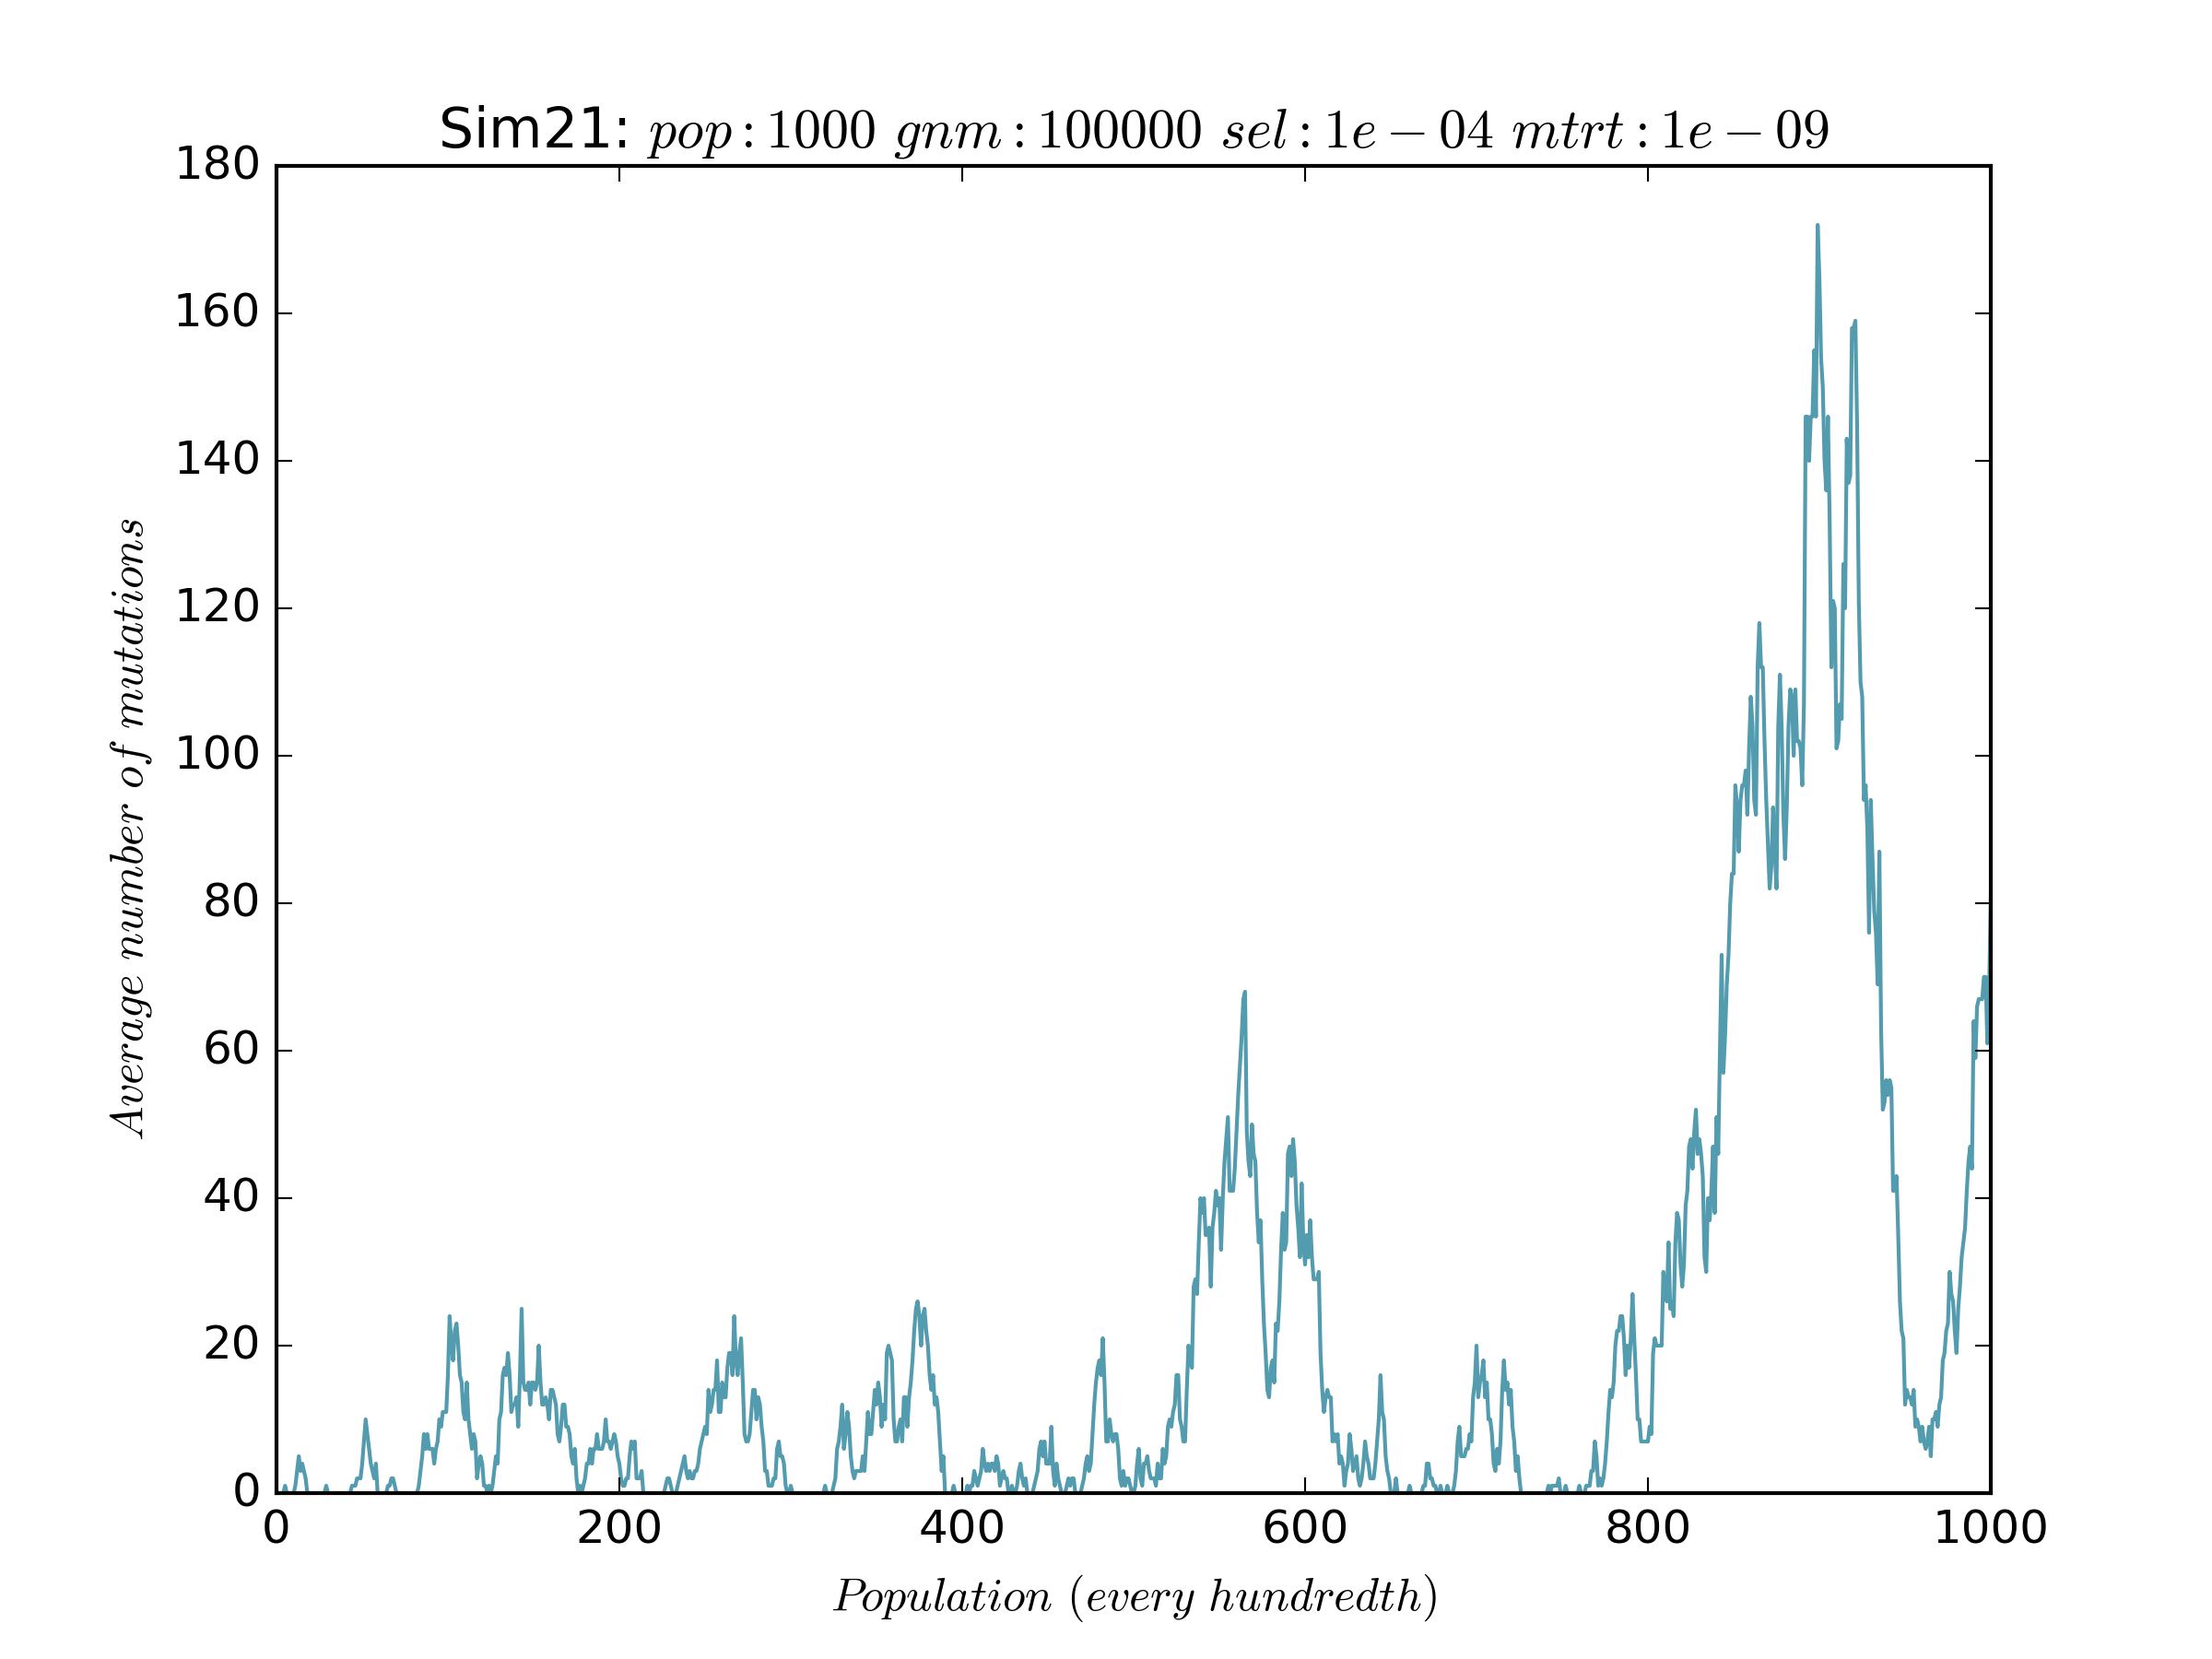 Sim21: pop : 1000 gnm : 100000 sel : 1e − 04 mtrt : 1e − 09
180
160
140
120
100
80
60
40
20
0
Average number of mutations
0 200 400 600 800 1000
Population (every hundredth)